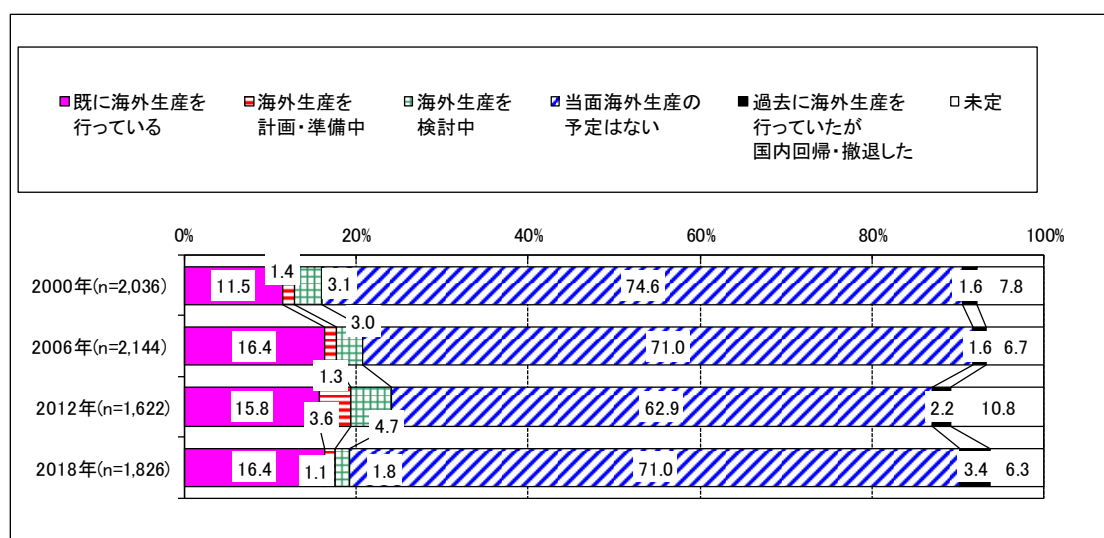 既に海外生産を
行っている
海外生産を
計画・準備中
海外生産を
検討中
当面海外生産の
予定はない
過去に海外生産を
行っていたが
国内回帰・撤退した
未定
0% 20% 40% 60% 80% 100%
2000年(n=2,036) 11.5 1.4 3.1 74.6 1.6 7.8
2006年(n=2,144) 16.4 1.3 3.0 71.0 1.6 6.7
2012年(n=1,622) 15.8 3.6 4.7 62.9 2.2 10.8
2018年(n=1,826) 16.4 1.1 1.8 71.0 3.4 6.3